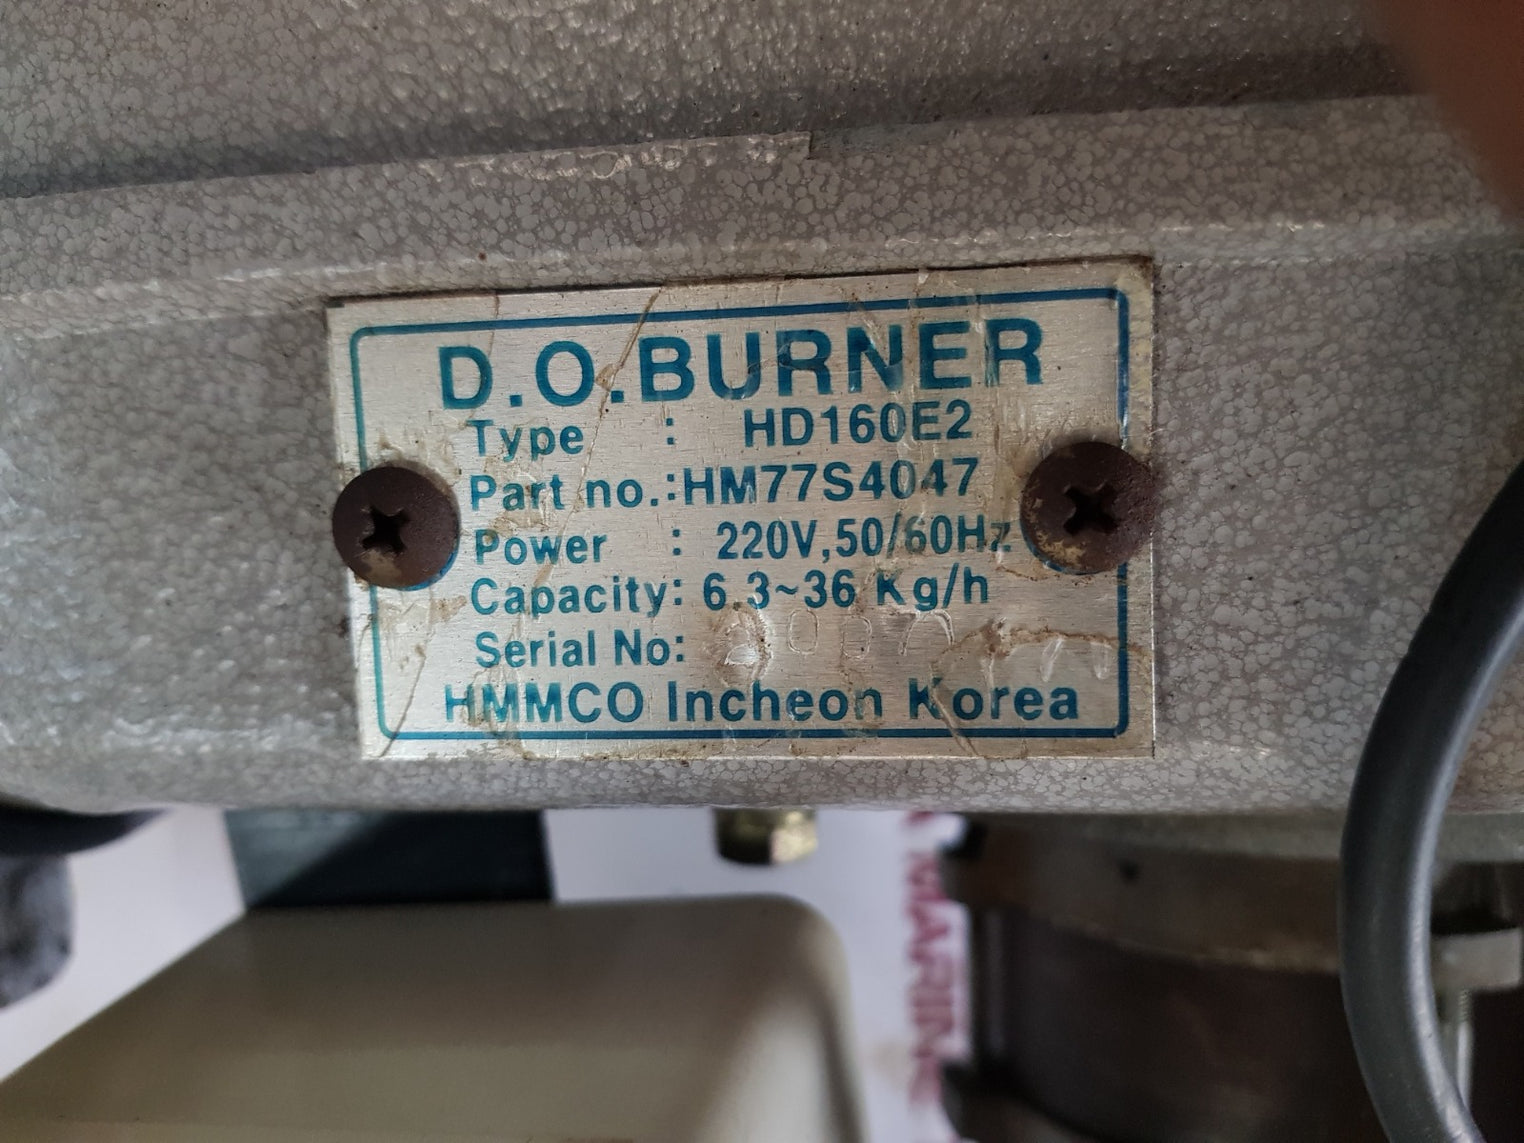 D.O.BURNER
Type : HD160E2
Part no.:HM77S4047
Power : 220V,50/60Hz
Capacity: 6.3~36 Kg/h
Serial No:
HMMCO Incheon Korea
MARINE